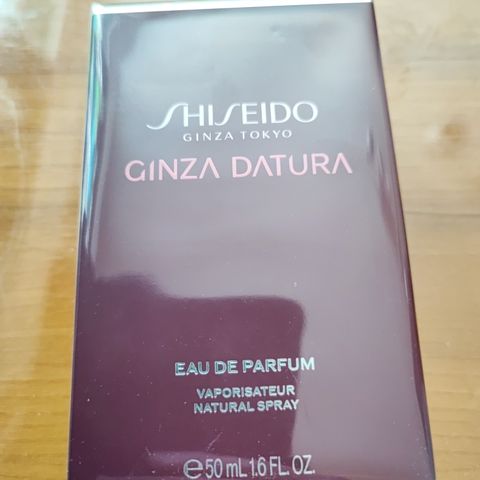 SHISEIDO
GINZA TOKYO
GINZA DATURA
EAU DE PARFUM
VAPORISATEUR
NATURAL SPRAY
℮50 mL 1.6 FL. OZ.